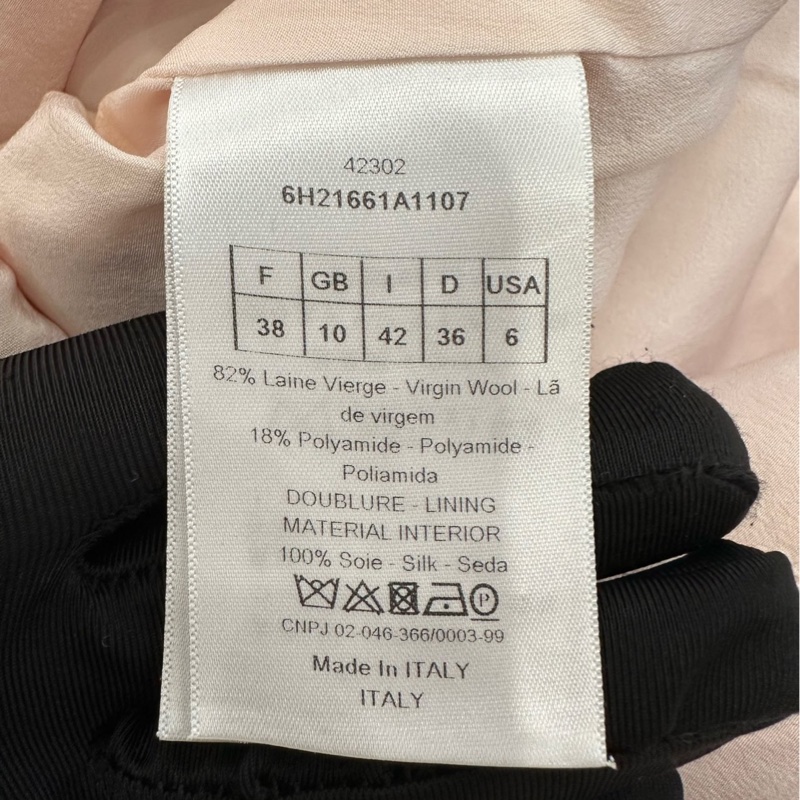 42302
6H21661A1107
F GB I D USA
38 10 42 36 6
82% Laine Vierge - Virgin Wool - Lã
de virgem
18% Polyamide - Polyamide -
Poliamida
DOUBLURE - LINING
MATERIAL INTERIOR
100% Soie - Silk - Seda
P
CNPJ 02-046-366/0003-99
Made In ITALY
ITALY